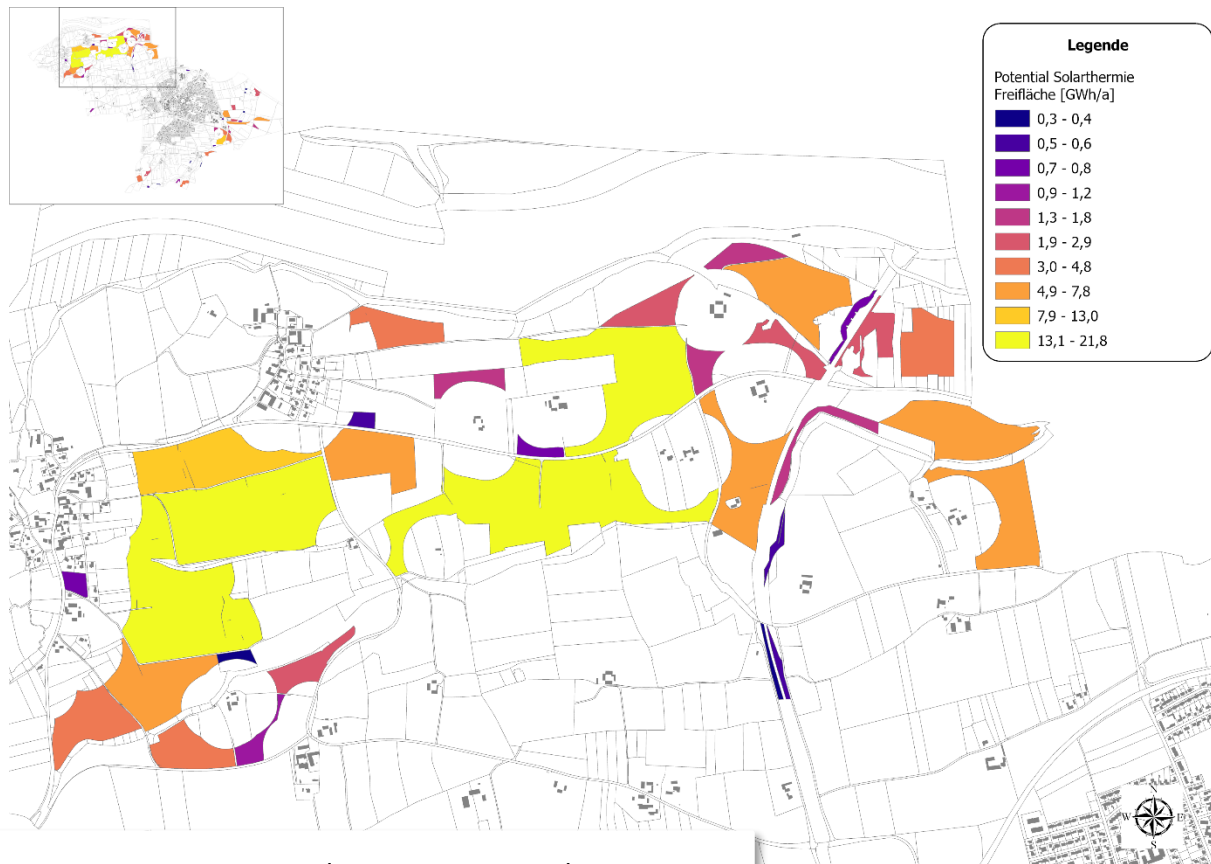 Legende
Potential Solarthermie
Freifläche [GWh/a]
0,3 - 0,4
0,5 - 0,6
0,7 - 0,8
0,9 - 1,2
1,3 - 1,8
1,9 - 2,9
3,0 - 4,8
4,9 - 7,8
7,9 - 13,0
13,1 - 21,8
N
W E
S